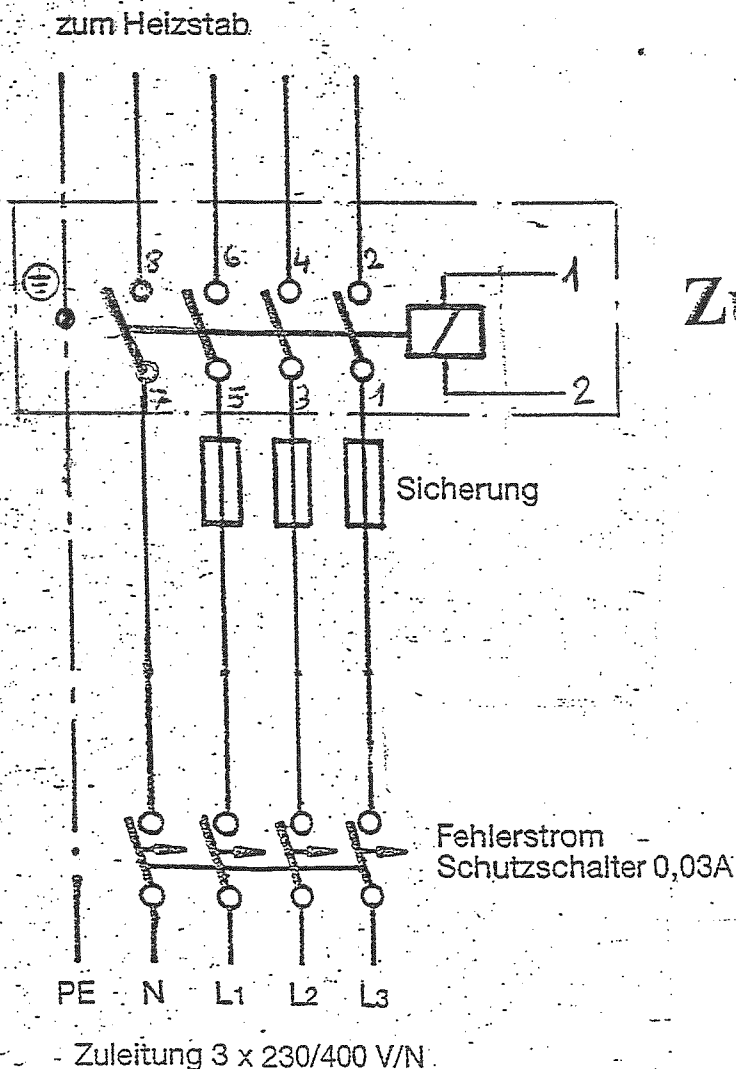 zum Heizstab
8 6 4 2
1
7 5 3 1
2
Sicherung
Fehlerstrom -
Schutzschalter 0,03A
PE N L1 L2 L3
- Zuleitung 3 x 230/400 V/N